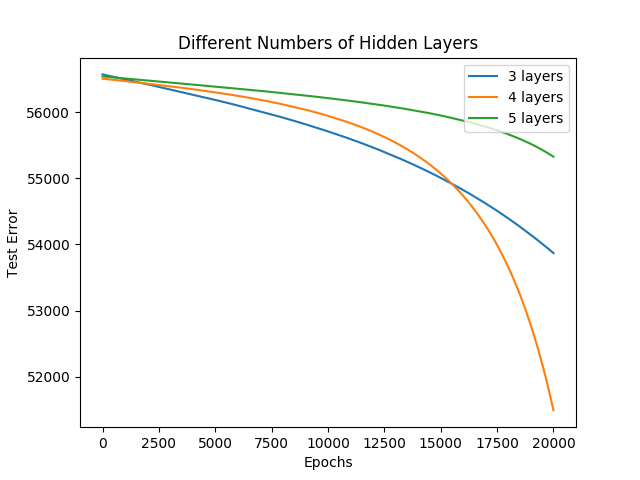 Different Numbers of Hidden Layers
3 layers
4 layers
5 layers
Test Error
56000
55000
54000
53000
52000
0 2500 5000 7500 10000 12500 15000 17500 20000
Epochs